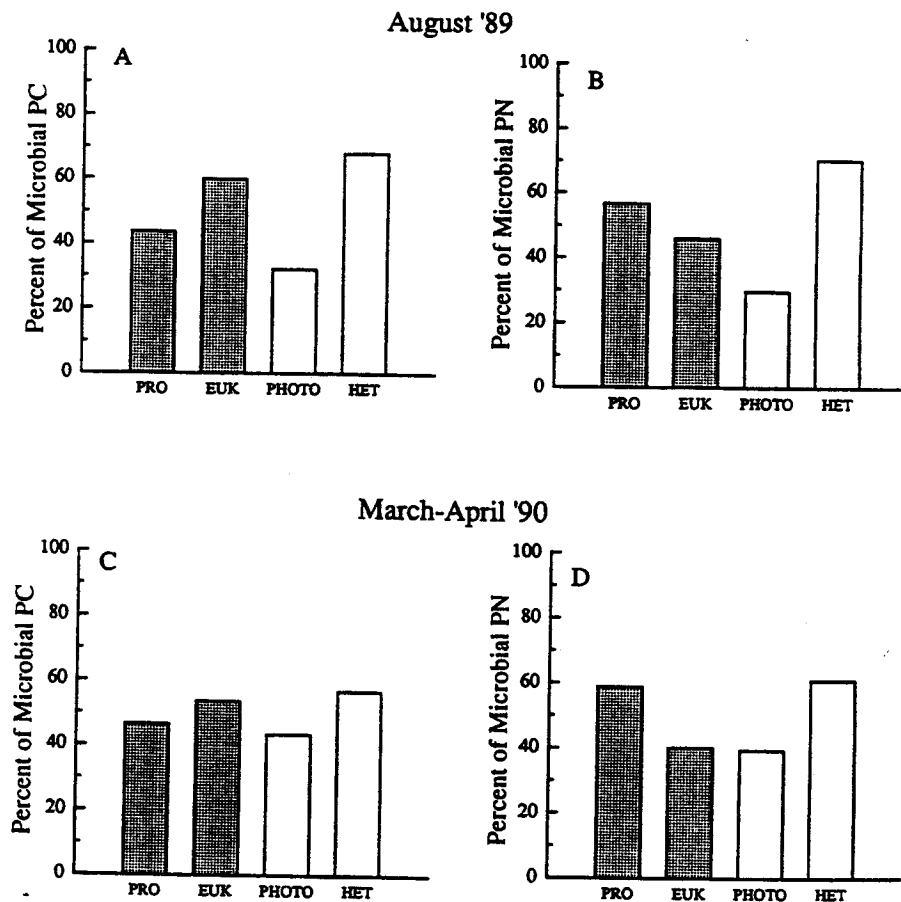 August '89
A
Percent of Microbial PC
100
80
60
40
20
0
PRO EUK PHOTO HET
B
Percent of Microbial PN
100
80
60
40
20
0
PRO EUK PHOTO HET
March-April '90
C
Percent of Microbial PC
100
80
60
40
20
0
PRO EUK PHOTO HET
D
Percent of Microbial PN
100
80
60
40
20
0
PRO EUK PHOTO HET